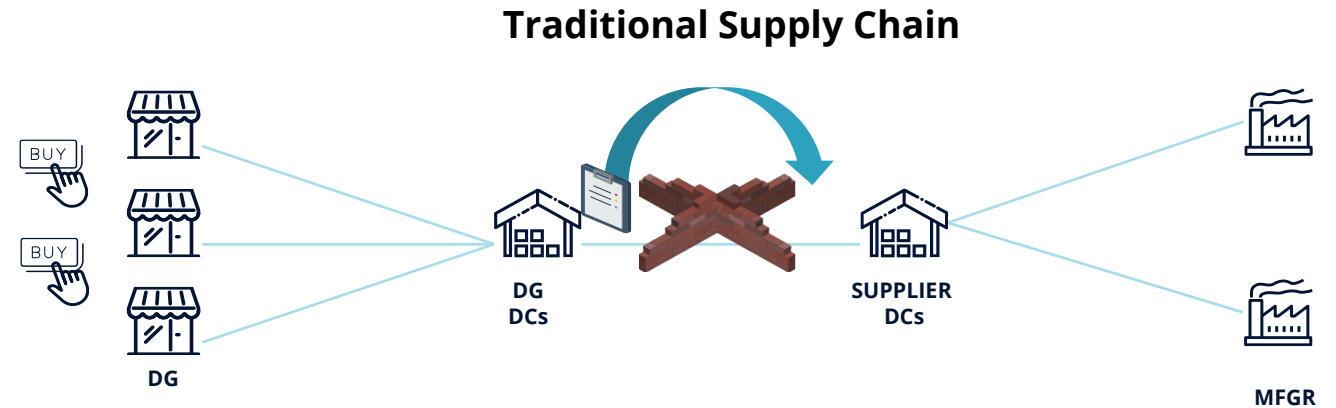 Traditional Supply Chain
BUY
BUY
DG
DCs
SUPPLIER
DCs
DG
MFGR